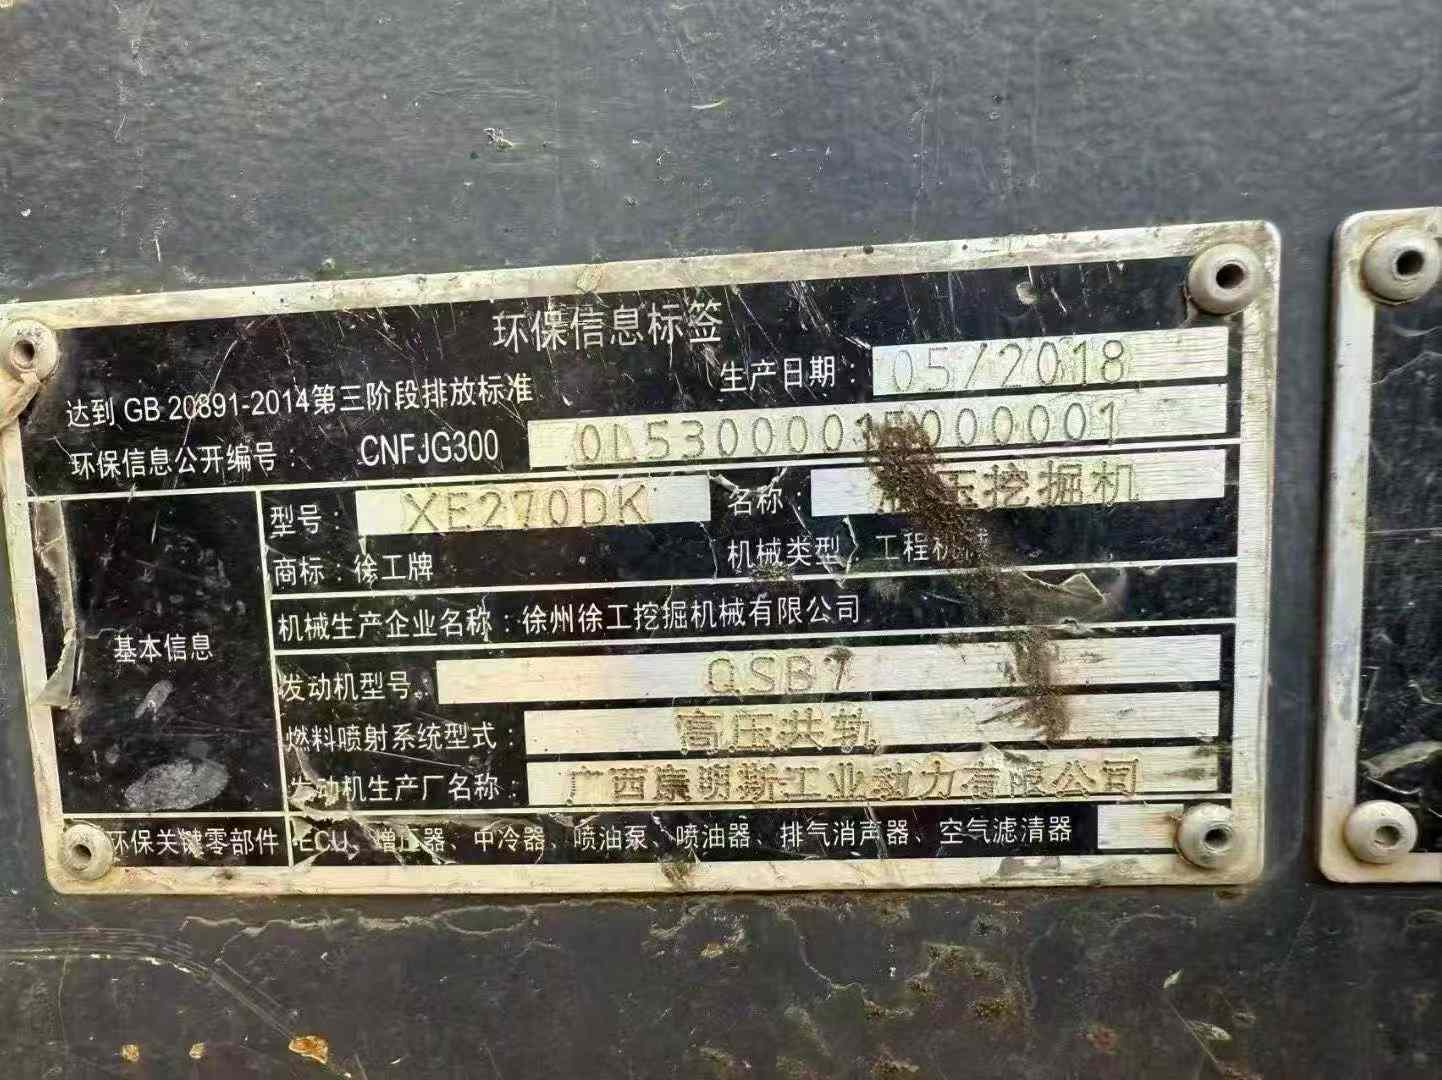 环保信息标签
达到 GB 20891-2014第三阶段排放标准 生产日期：05/2018
环保信息公开编号： CNFJG300
型号：XE270DK 名称：液压挖掘机
商标：徐工牌 机械类型：工程机械
机械生产企业名称：徐州徐工挖掘机械有限公司
基本信息
发动机型号：QSB7
燃料喷射系统型式：高压共轨
发动机生产厂名称：广西康明斯工业动力有限公司
环保关键零部件 ECU、增压器、中冷器、喷油泵、喷油器、排气消声器、空气滤清器